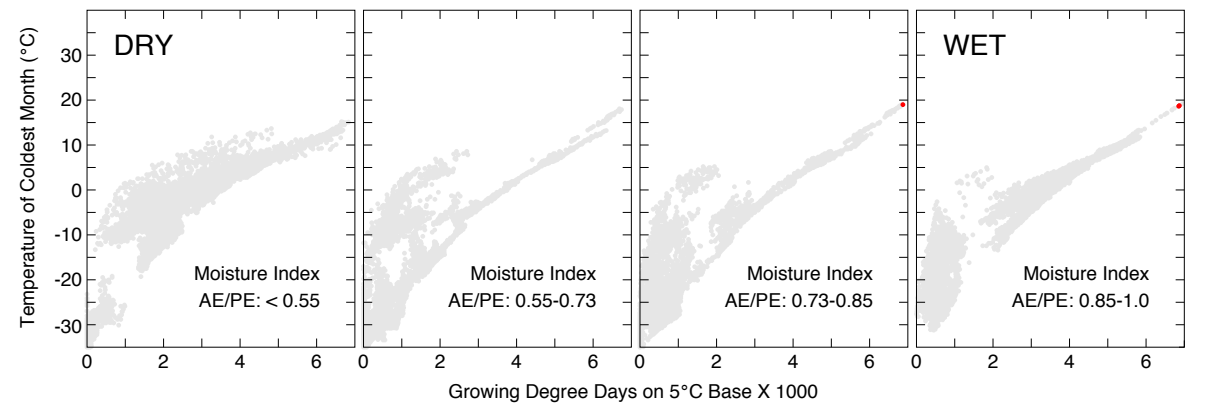 Temperature of Coldest Month (°C)
30
20
10
0
-10
-20
-30
DRY
Moisture Index
AE/PE: < 0.55
0 2 4 6
Moisture Index
AE/PE: 0.55-0.73
0 2 4 6
Moisture Index
AE/PE: 0.73-0.85
0 2 4 6
WET
Moisture Index
AE/PE: 0.85-1.0
0 2 4 6
Growing Degree Days on 5°C Base X 1000